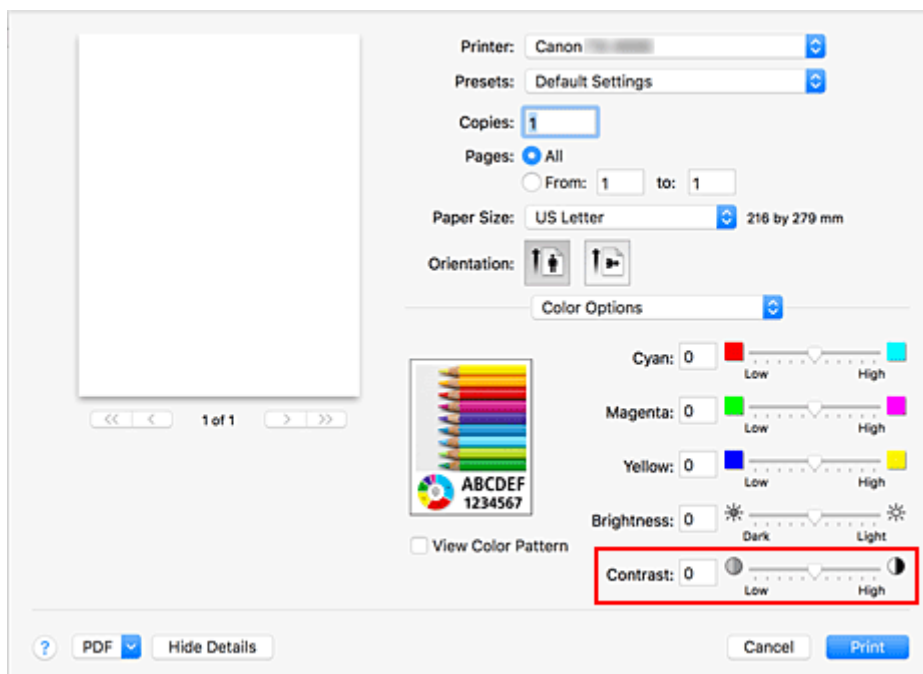 Printer: Canon
Presets: Default Settings
Copies: 1
Pages: All
From: 1 to: 1
Paper Size: US Letter 216 by 279 mm
Orientation:
Color Options
Cyan: 0
Low High
Magenta: 0
Low High
Yellow: 0
Low High
Brightness: 0
Dark Light
Contrast: 0
Low High
1 of 1
ABCDEF
1234567
View Color Pattern
? PDF Hide Details Cancel Print